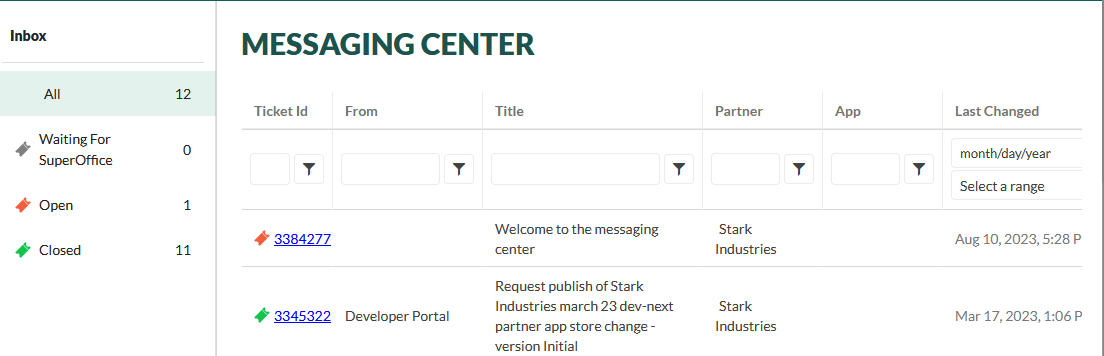 Inbox
All 12
Waiting For
SuperOffice 0
Open 1
Closed 11
MESSAGING CENTER
Ticket Id From Title Partner App Last Changed
month/day/year
Select a range
3384277 Welcome to the messaging
center Stark
Industries Aug 10, 2023, 5:28 P
3345322 Developer Portal Request publish of Stark
Industries march 23 dev-next
partner app store change -
version Initial Stark
Industries Mar 17, 2023, 1:06 P